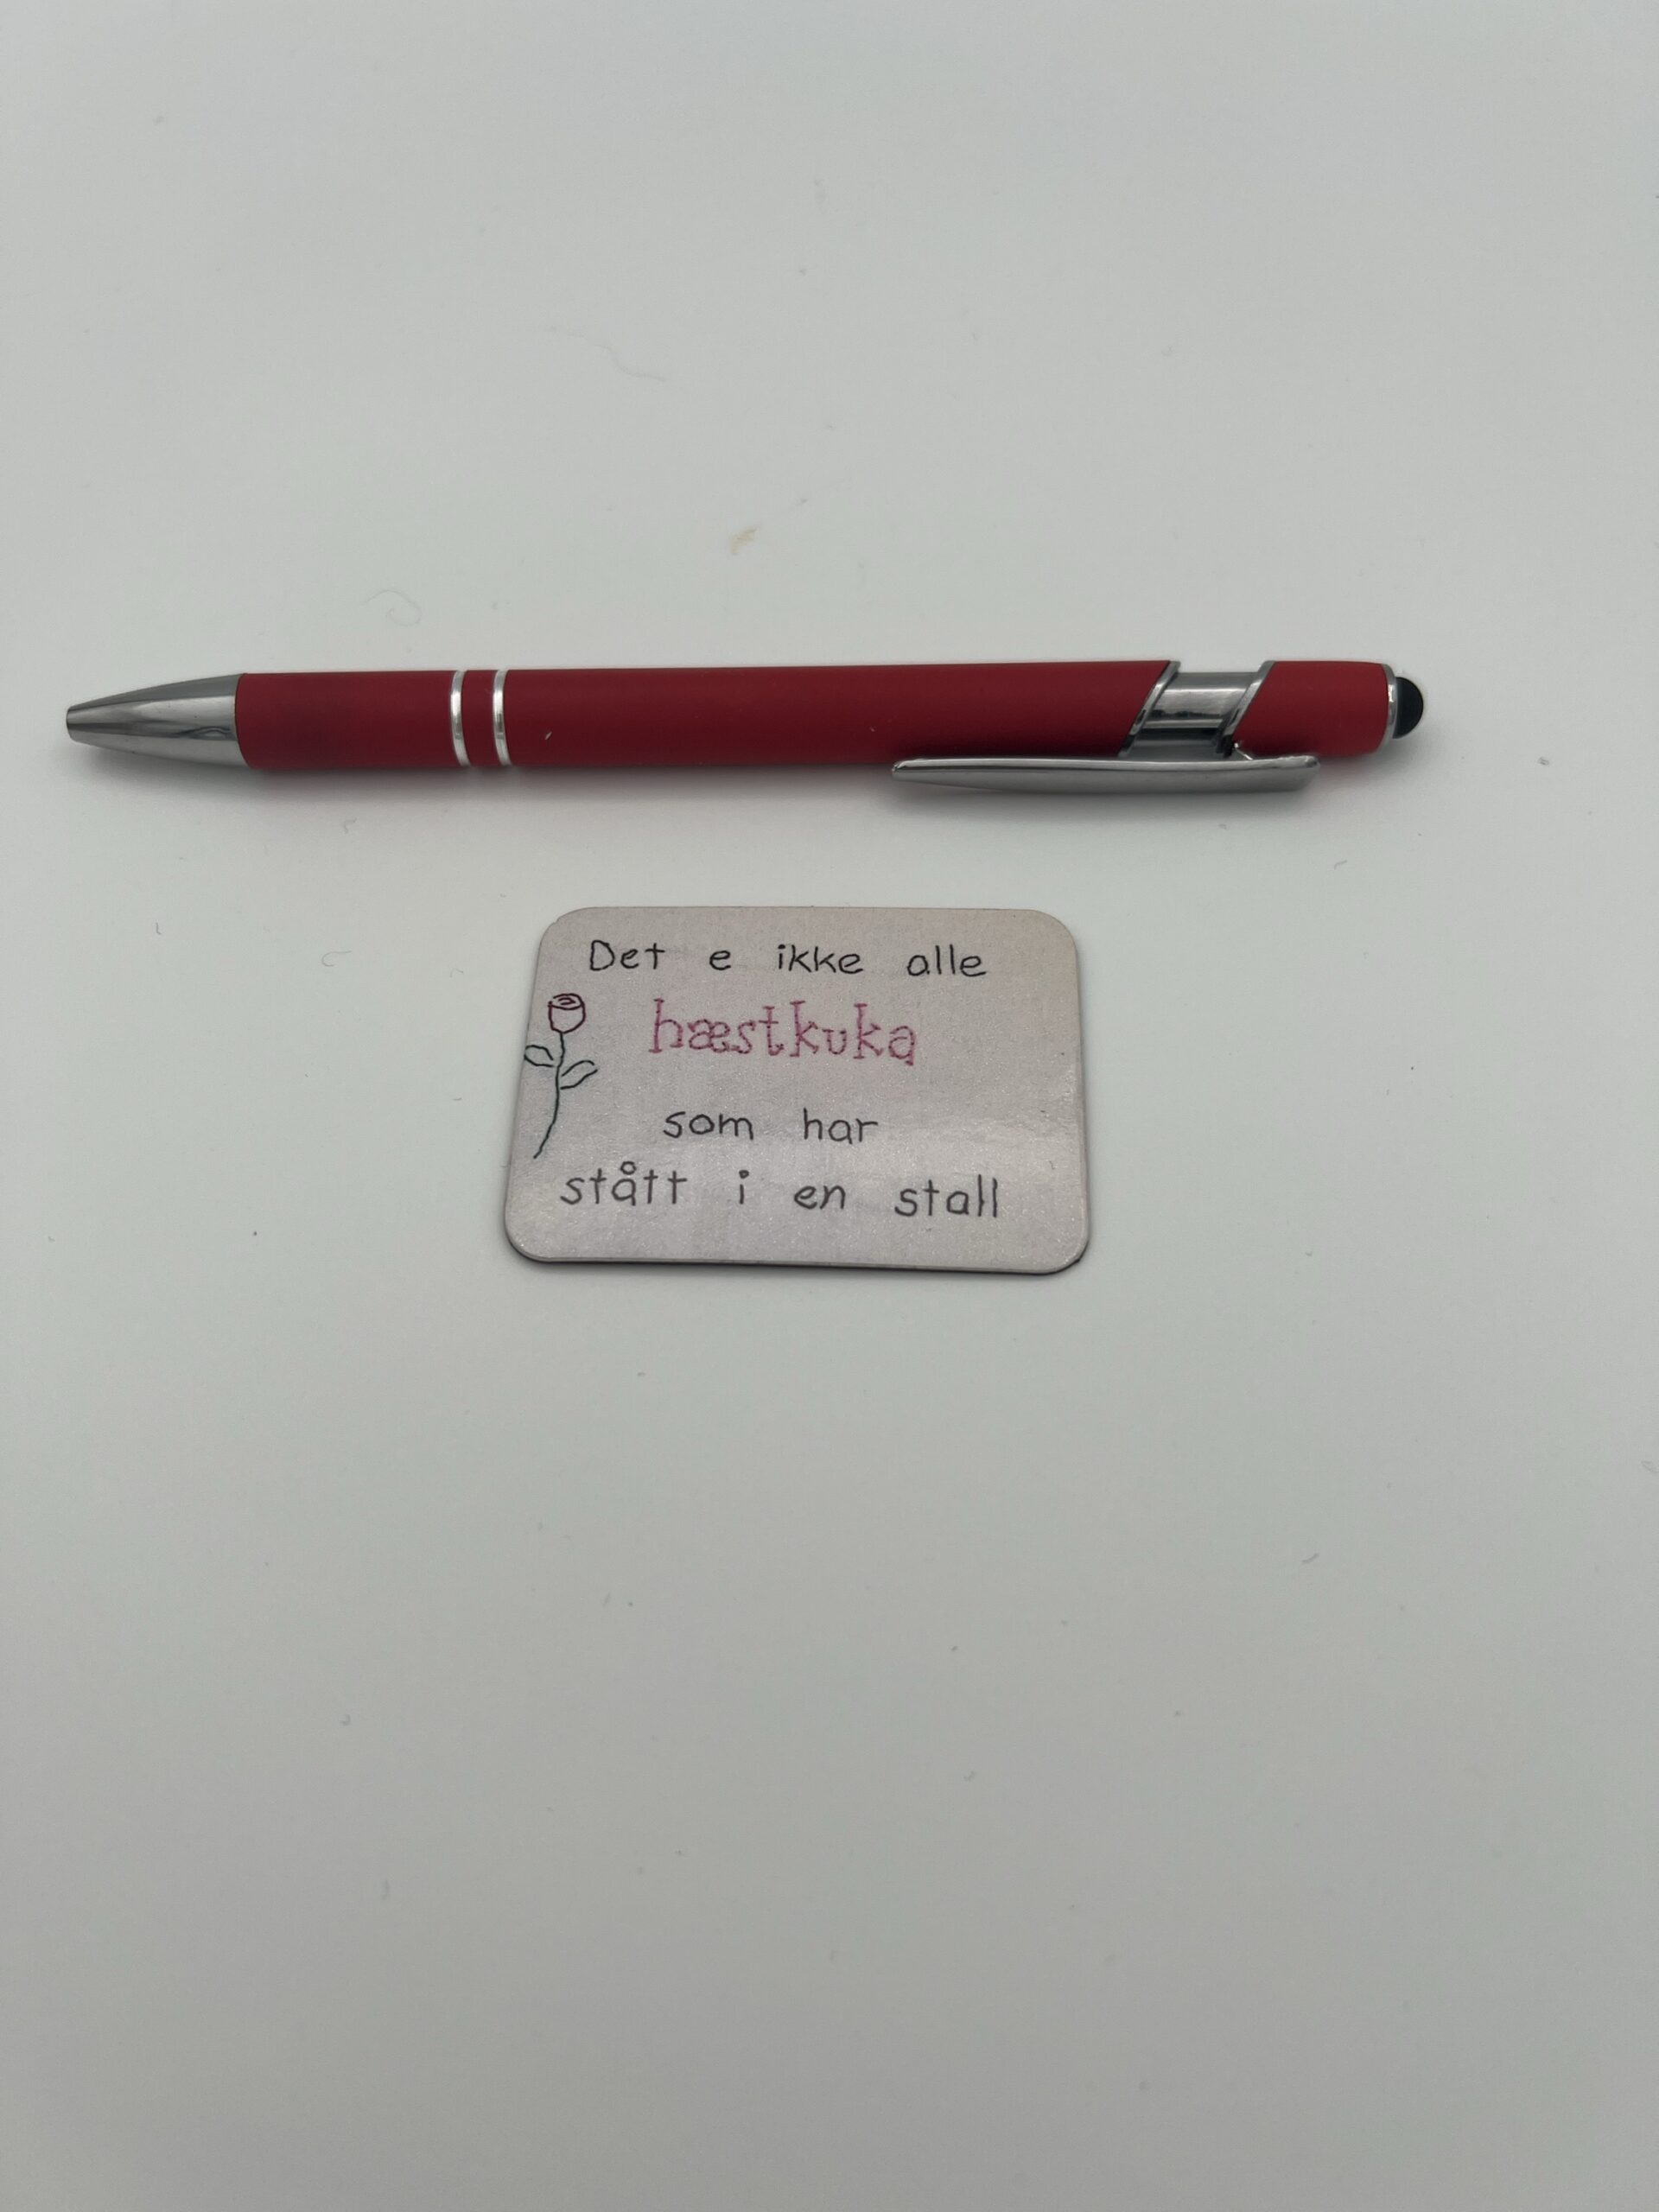 Det e ikke alle
hæstkuka
som har
stått i en stall